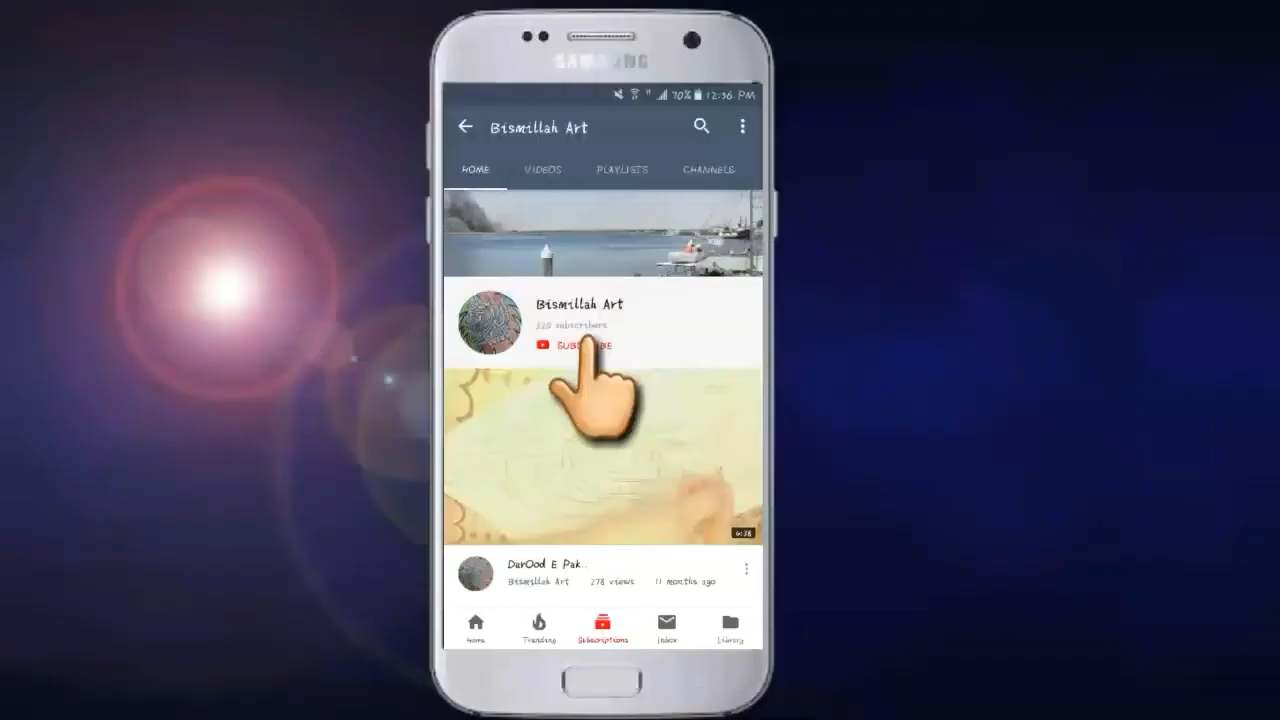 SAMSUNG
70% 12:36 PM
Bismillah Art
HOME VIDEOS PLAYLISTS CHANNELS
Bismillah Art
subscribers
DarOod E Pak..
Bismillah Art 278 views 11 months ago
Home Trending Subscriptions Inbox Library